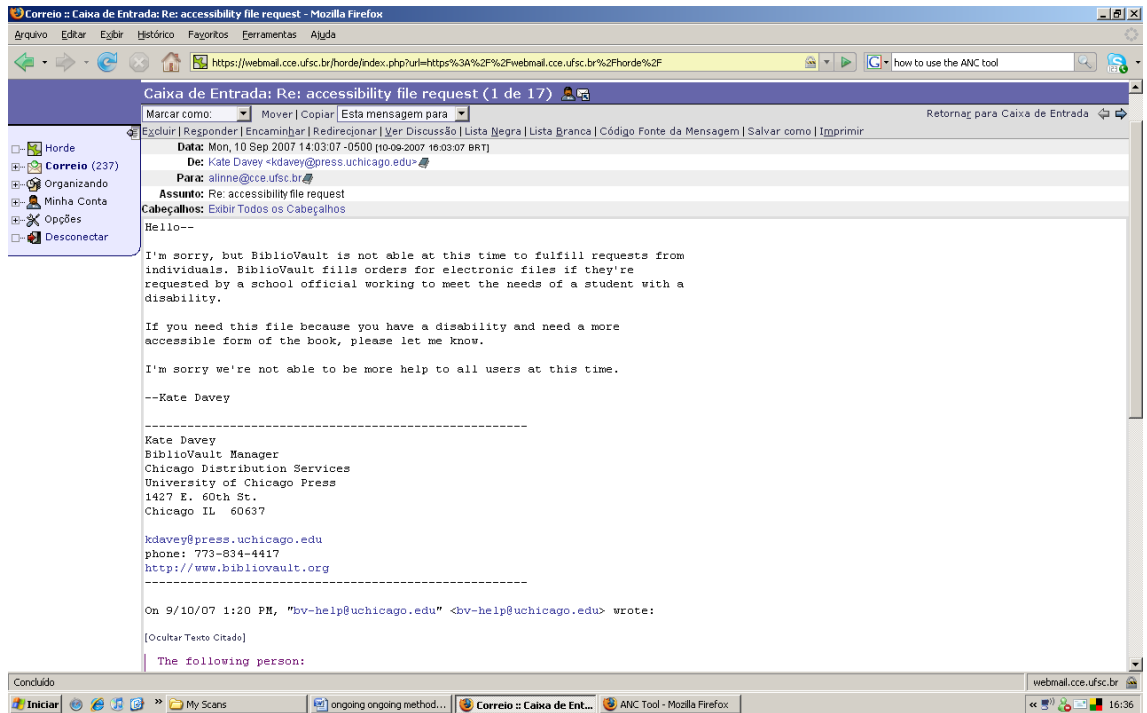 Correio :: Caixa de Entrada: Re: accessibility file request - Mozilla Firefox
Arquivo Editar Exibir Histórico Favoritos Ferramentas Ajuda
https://webmail.cce.ufsc.br/horde/index.php?url=https%3A%2F%2Fwebmail.cce.ufsc.br%2Fhorde%2F
how to use the ANC tool
Caixa de Entrada: Re: accessibility file request (1 de 17)
Marcar como: Mover | Copiar Esta mensagem para Retornar para Caixa de Entrada
Excluir | Responder | Encaminhar | Redirecionar | Ver Discussão | Lista Negra | Lista Branca | Código Fonte da Mensagem | Salvar como | Imprimir
Horde
Correio (237)
Organizando
Minha Conta
Opções
Desconectar
Data: Mon, 10 Sep 2007 14:03:07 -0500 [10-09-2007 16:03:07 BRT]
De: Kate Davey <kdavey@press.uchicago.edu>
Para: alinne@cce.ufsc.br
Assunto: Re: accessibility file request
Cabeçalhos: Exibir Todos os Cabeçalhos
Hello--
I'm sorry, but BiblioVault is not able at this time to fulfill requests from
individuals. BiblioVault fills orders for electronic files if they're
requested by a school official working to meet the needs of a student with a
disability.
If you need this file because you have a disability and need a more
accessible form of the book, please let me know.
I'm sorry we're not able to be more help to all users at this time.
--Kate Davey
------------------------------------------------------
Kate Davey
BiblioVault Manager
Chicago Distribution Services
University of Chicago Press
1427 E. 60th St.
Chicago IL 60637
kdavey@press.uchicago.edu
phone: 773-834-4417
http://www.bibliovault.org
------------------------------------------------------
On 9/10/07 1:20 PM, "bv-help@uchicago.edu" <bv-help@uchicago.edu> wrote:
[Ocultar Texto Citado]
The following person:
Concluído webmail.cce.ufsc.br
Iniciar » My Scans ongoing ongoing method... Correio :: Caixa de Ent... ANC Tool - Mozilla Firefox « 16:36